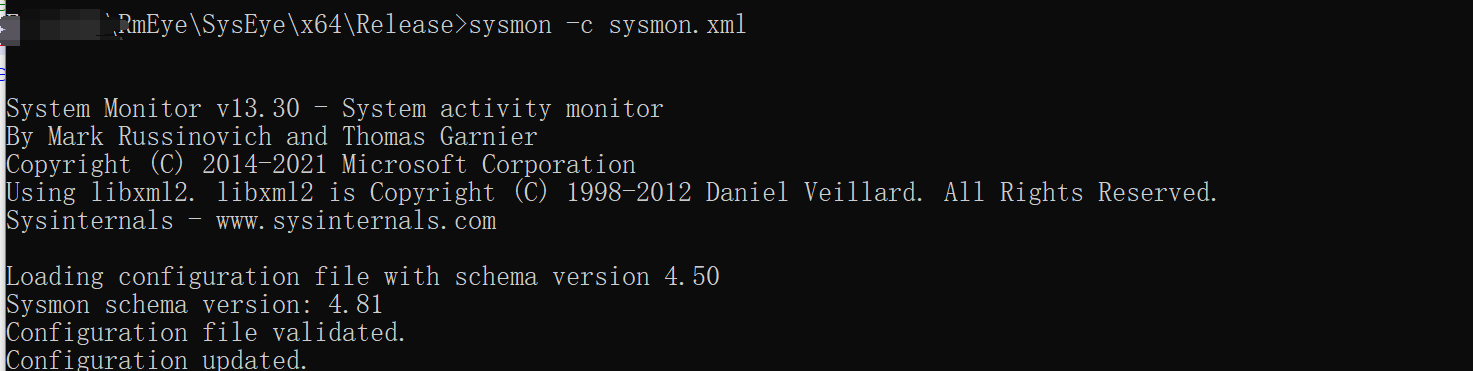 \RmEye\SysEye\x64\Release>sysmon -c sysmon.xml
System Monitor v13.30 - System activity monitor
By Mark Russinovich and Thomas Garnier
Copyright (C) 2014-2021 Microsoft Corporation
Using libxml2. libxml2 is Copyright (C) 1998-2012 Daniel Veillard. All Rights Reserved.
Sysinternals - www.sysinternals.com
Loading configuration file with schema version 4.50
Sysmon schema version: 4.81
Configuration file validated.
Configuration updated.